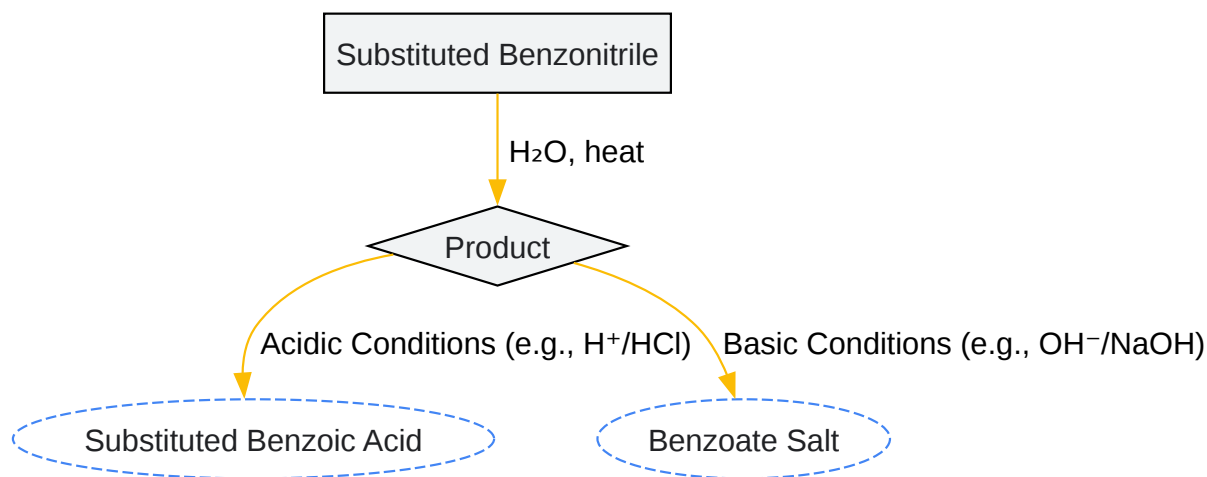 Substituted Benzonitrile
H₂O, heat
Product
Acidic Conditions (e.g., H⁺/HCl)
Basic Conditions (e.g., OH⁻/NaOH)
Substituted Benzoic Acid
Benzoate Salt